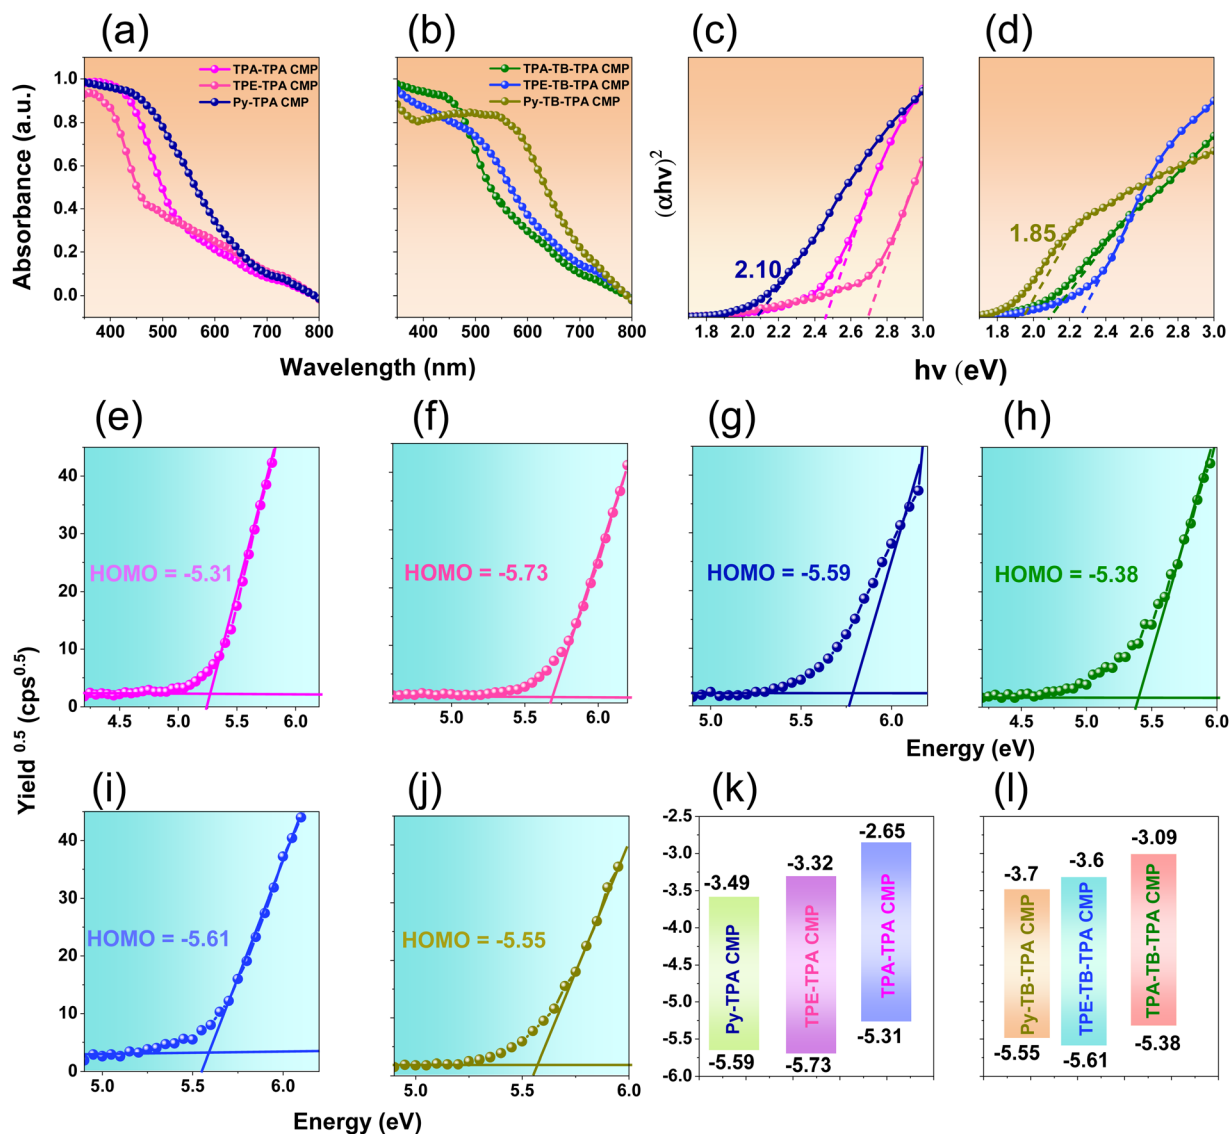 (a)
(b)
(c)
(d)
Absorbance (a.u.)
1.0
0.8
0.6
0.4
0.2
0.0
TPA-TPA CMP
TPE-TPA CMP
Py-TPA CMP
400 500 600 700 800
TPA-TB-TPA CMP
TPE-TB-TPA CMP
Py-TB-TPA CMP
400 500 600 700 800
Wavelength (nm)
(αhν)²
2.10
1.8 2.0 2.2 2.4 2.6 2.8 3.0
1.85
1.8 2.0 2.2 2.4 2.6 2.8 3.0
hν (eV)
(e)
(f)
(g)
(h)
Yield ^0.5 (cps^0.5)
40
30
20
10
0
HOMO = -5.31
4.5 5.0 5.5 6.0
HOMO = -5.73
5.0 5.5 6.0
HOMO = -5.59
5.0 5.5 6.0
HOMO = -5.38
4.5 5.0 5.5 6.0
Energy (eV)
(i)
(j)
(k)
(l)
40
30
20
10
0
HOMO = -5.61
5.0 5.5 6.0
HOMO = -5.55
5.0 5.5 6.0
Energy (eV)
-2.5
-3.0
-3.5
-4.0
-4.5
-5.0
-5.5
-6.0
-3.49
Py-TPA CMP
-5.59
-3.32
TPE-TPA CMP
-5.73
-2.65
TPA-TPA CMP
-5.31
-3.7
Py-TB-TPA CMP
-5.55
-3.6
TPE-TB-TPA CMP
-5.61
-3.09
TPA-TB-TPA CMP
-5.38